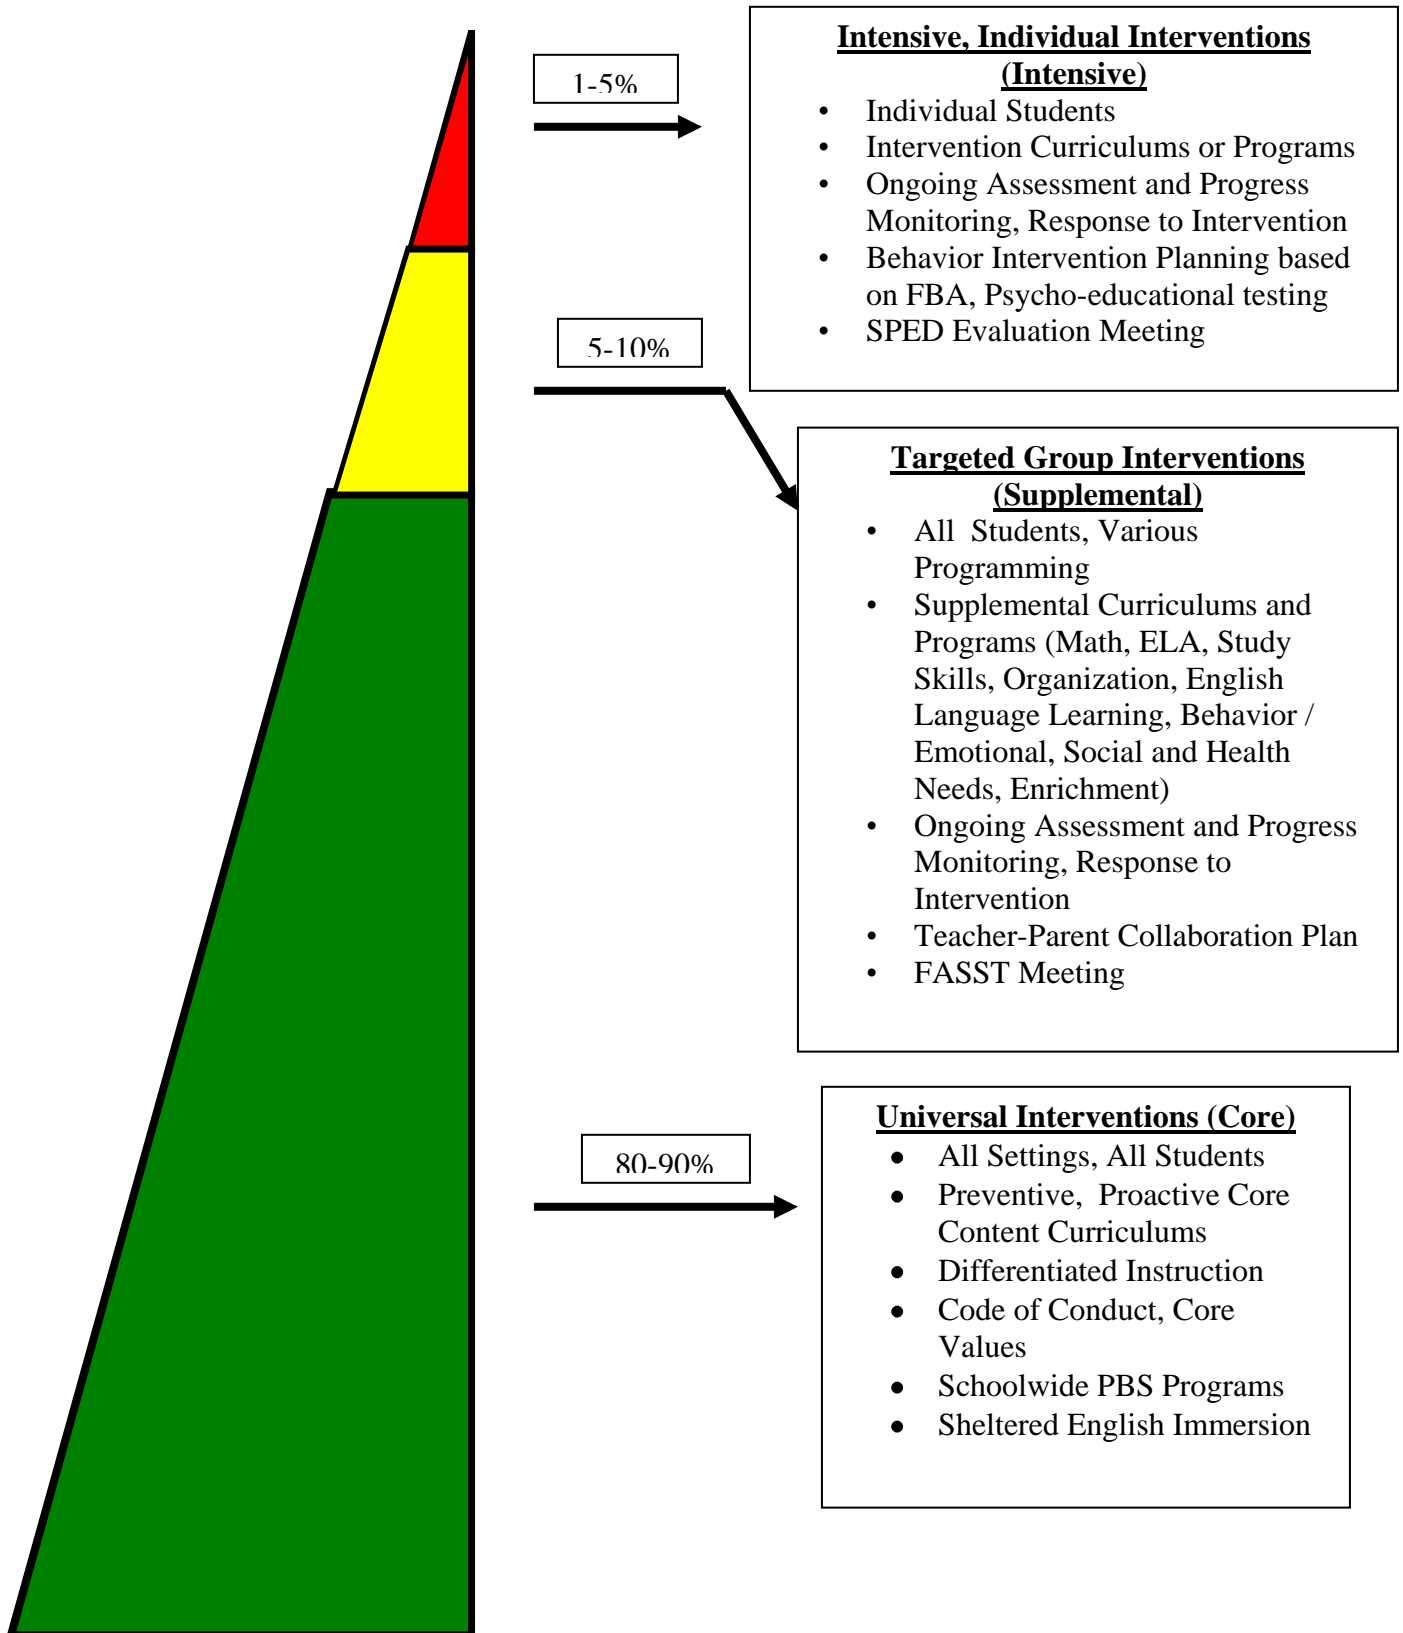 1-5%
Intensive, Individual Interventions
(Intensive)
• Individual Students
• Intervention Curriculums or Programs
• Ongoing Assessment and Progress
Monitoring, Response to Intervention
• Behavior Intervention Planning based
on FBA, Psycho-educational testing
• SPED Evaluation Meeting
5-10%
Targeted Group Interventions
(Supplemental)
• All  Students, Various
Programming
• Supplemental Curriculums and
Programs (Math, ELA, Study
Skills, Organization, English
Language Learning, Behavior /
Emotional, Social and Health
Needs, Enrichment)
• Ongoing Assessment and Progress
Monitoring, Response to
Intervention
• Teacher-Parent Collaboration Plan
• FASST Meeting
80-90%
Universal Interventions (Core)
• All Settings, All Students
• Preventive,  Proactive Core
Content Curriculums
• Differentiated Instruction
• Code of Conduct, Core
Values
• Schoolwide PBS Programs
• Sheltered English Immersion